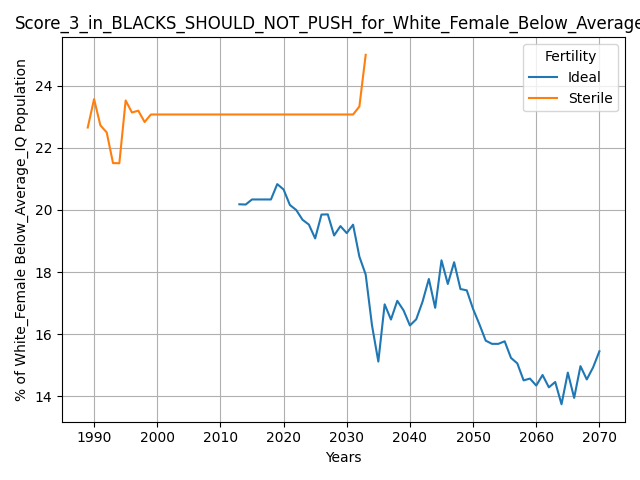 Score_3_in_BLACKS_SHOULD_NOT_PUSH_for_White_Female_Below_Average
% of White_Female Below_Average_IQ Population
24
22
20
18
16
14
Fertility
Ideal
Sterile
1990 2000 2010 2020 2030 2040 2050 2060 2070
Years